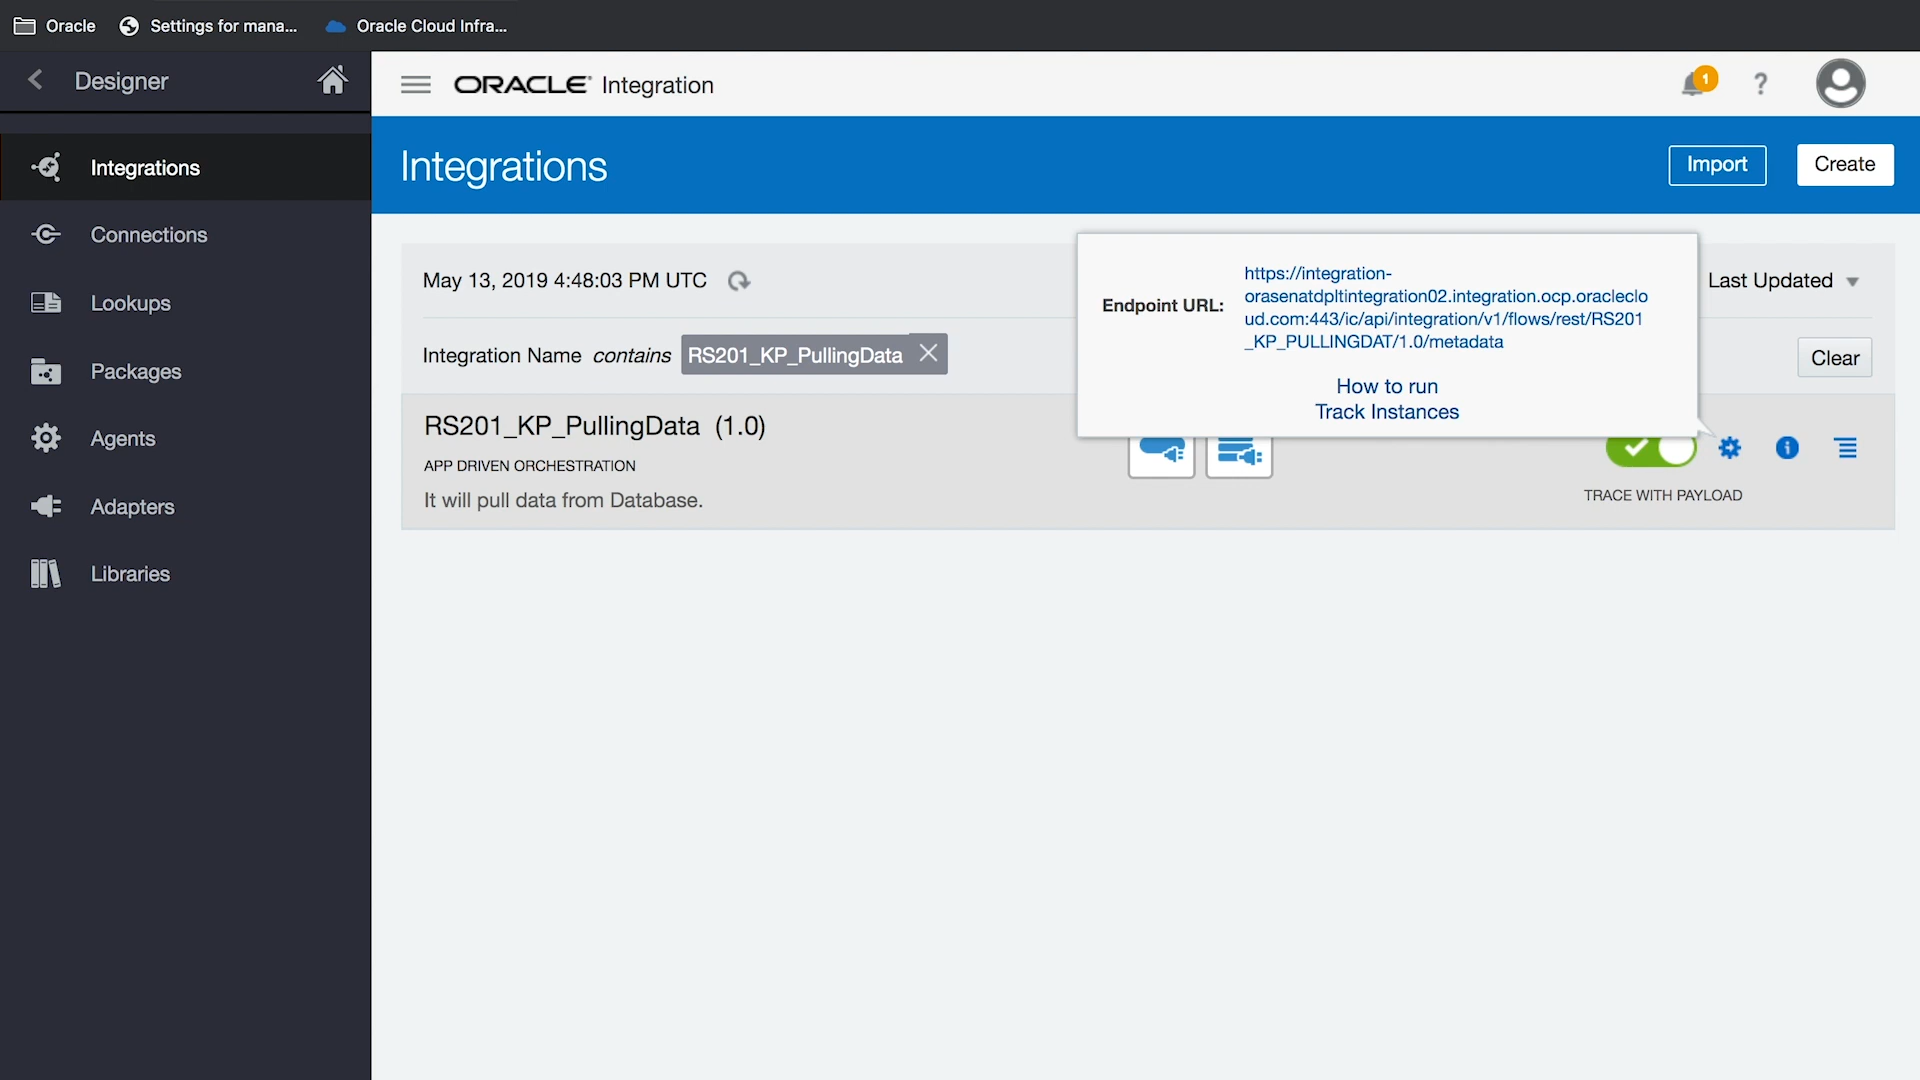 Oracle
Settings for mana...
Oracle Cloud Infra...
Designer
ORACLE Integration
1
?
Integrations
Connections
Lookups
Packages
Agents
Adapters
Libraries
Integrations
Import
Create
May 13, 2019 4:48:03 PM UTC
Last Updated
Integration Name contains RS201_KP_PullingData
Clear
Endpoint URL:
https://integration-
orasenatdpltintegration02.integration.ocp.oracleclo
ud.com:443/ic/api/integration/v1/flows/rest/RS201
_KP_PULLINGDAT/1.0/metadata
How to run
Track Instances
RS201_KP_PullingData (1.0)
APP DRIVEN ORCHESTRATION
It will pull data from Database.
TRACE WITH PAYLOAD